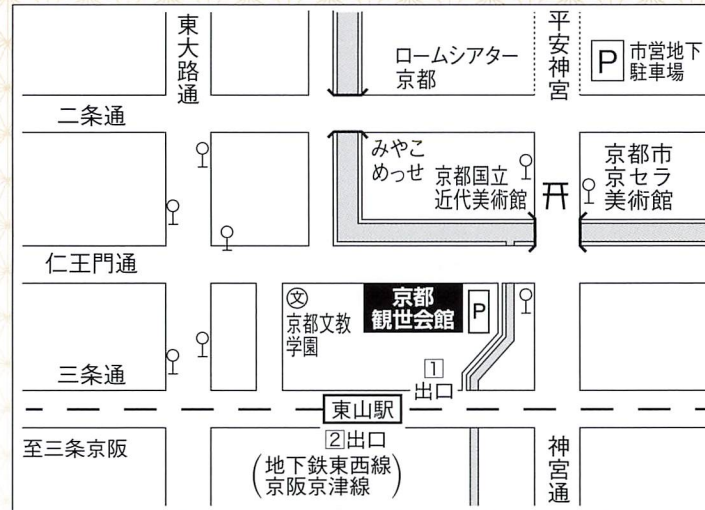 東大路通
ロームシアター
京都
平安神宮
P
市営地下
駐車場
二条通
みやこ
めっせ
京都国立
近代美術館
京都市
京セラ
美術館
仁王門通
文
京都文教
学園
京都
観世会館
P
三条通
1
出口
東山駅
2出口
至三条京阪
(地下鉄東西線
京阪京津線)
神宮通